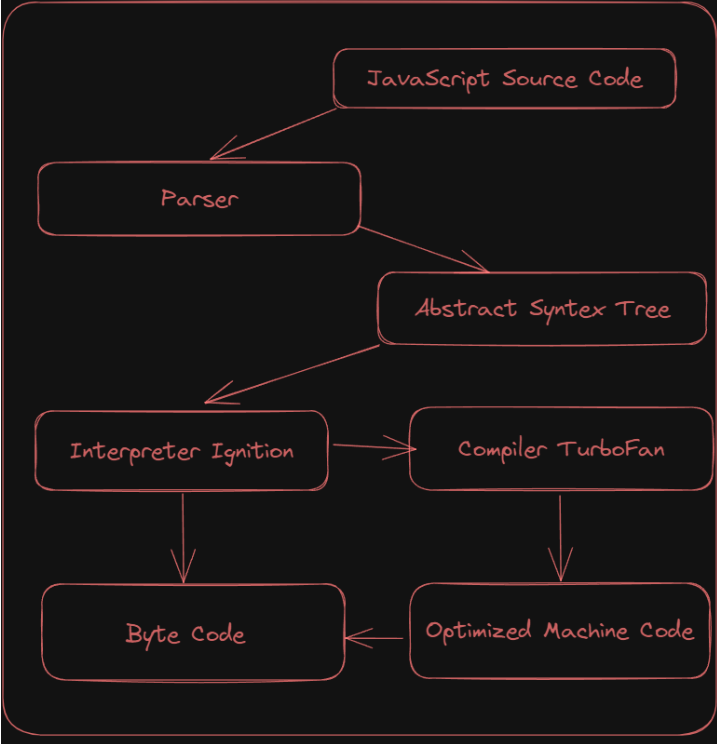 JavaScript Source Code
Parser
Abstract Syntex Tree
Interpreter Ignition
Compiler TurboFan
Byte Code
Optimized Machine Code